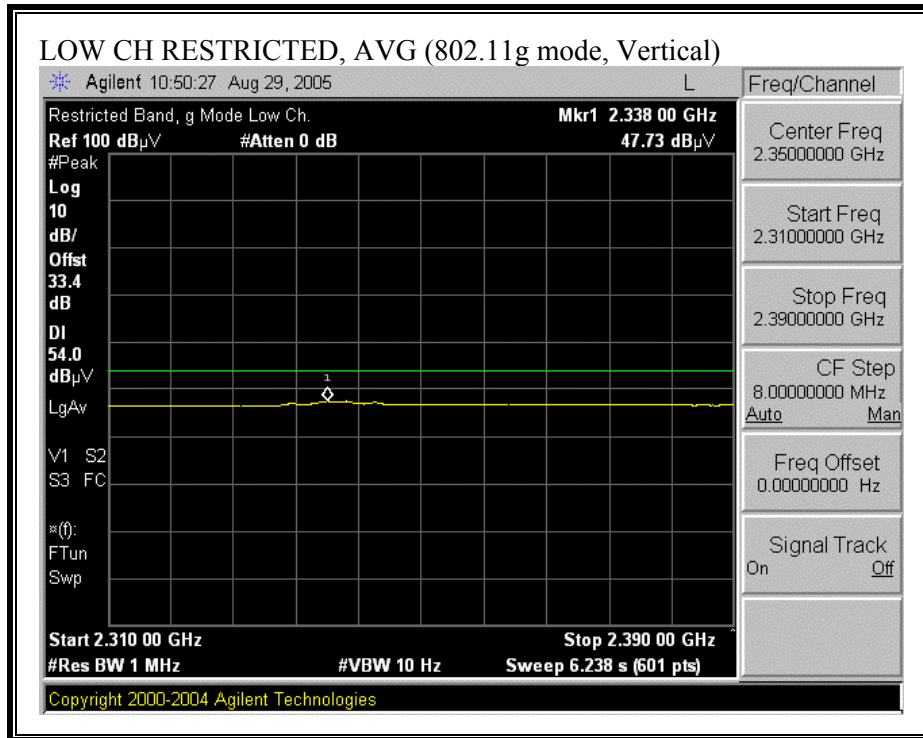 LOW CH RESTRICTED, AVG (802.11g mode, Vertical)
Agilent 10:50:27 Aug 29, 2005 L
Freq/Channel
Restricted Band, g Mode Low Ch. Mkr1 2.338 00 GHz
Ref 100 dBμV #Atten 0 dB 47.73 dBμV
#Peak
Log
10
dB/
Offst
33.4
dB
DI
54.0
dBμV
LgAv
V1 S2
S3 FC
¤(f):
FTun
Swp
1
Start 2.310 00 GHz Stop 2.390 00 GHz
#Res BW 1 MHz #VBW 10 Hz Sweep 6.238 s (601 pts)
Copyright 2000-2004 Agilent Technologies
Center Freq
2.35000000 GHz
Start Freq
2.31000000 GHz
Stop Freq
2.39000000 GHz
CF Step
8.00000000 MHz
Auto Man
Freq Offset
0.00000000 Hz
Signal Track
On Off